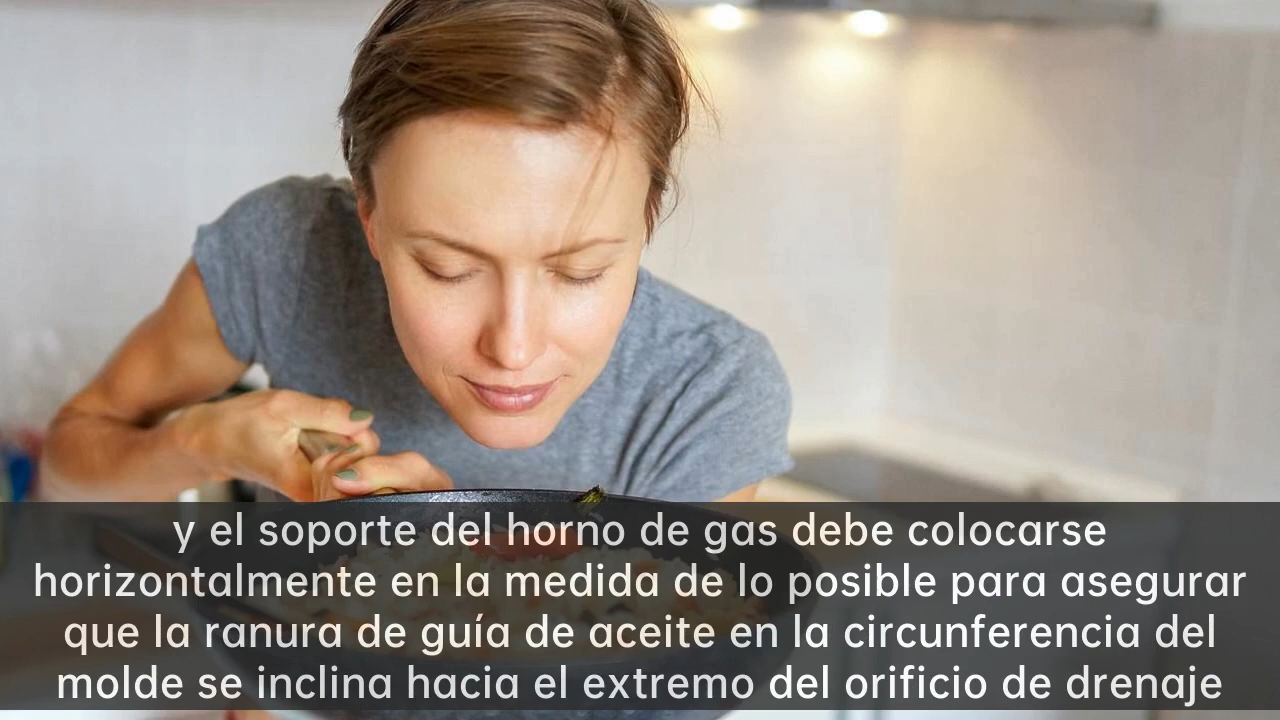 y el soporte del horno de gas debe colocarse
horizontalmente en la medida de lo posible para asegurar
que la ranura de guía de aceite en la circunferencia del
molde se inclina hacia el extremo del orificio de drenaje